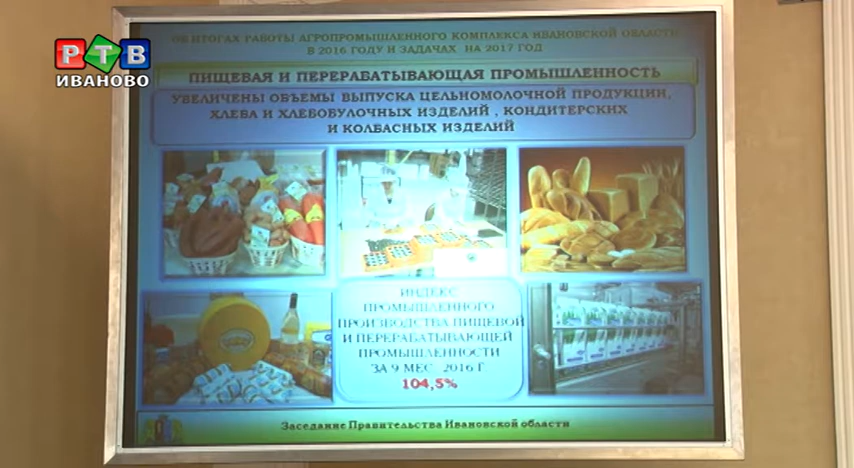 РТВ
ИВАНОВО
ОБ ИТОГАХ РАБОТЫ АГРОПРОМЫШЛЕННОГО КОМПЛЕКСА ИВАНОВСКОЙ ОБЛАСТИ
В 2016 ГОДУ И ЗАДАЧАХ НА 2017 ГОД
ПИЩЕВАЯ И ПЕРЕРАБАТЫВАЮЩАЯ ПРОМЫШЛЕННОСТЬ
УВЕЛИЧЕНЫ ОБЪЕМЫ ВЫПУСКА ЦЕЛЬНОМОЛОЧНОЙ ПРОДУКЦИИ,
ХЛЕБА И ХЛЕБОБУЛОЧНЫХ ИЗДЕЛИЙ , КОНДИТЕРСКИХ
И КОЛБАСНЫХ ИЗДЕЛИЙ
ИНДЕКС
ПРОМЫШЛЕННОГО
ПРОИЗВОДСТВА ПИЩЕВОЙ
И ПЕРЕРАБАТЫВАЮЩЕЙ
ПРОМЫШЛЕННОСТИ
ЗА 9 МЕС. 2016 Г
104,5%
Заседание Правительства Ивановской области